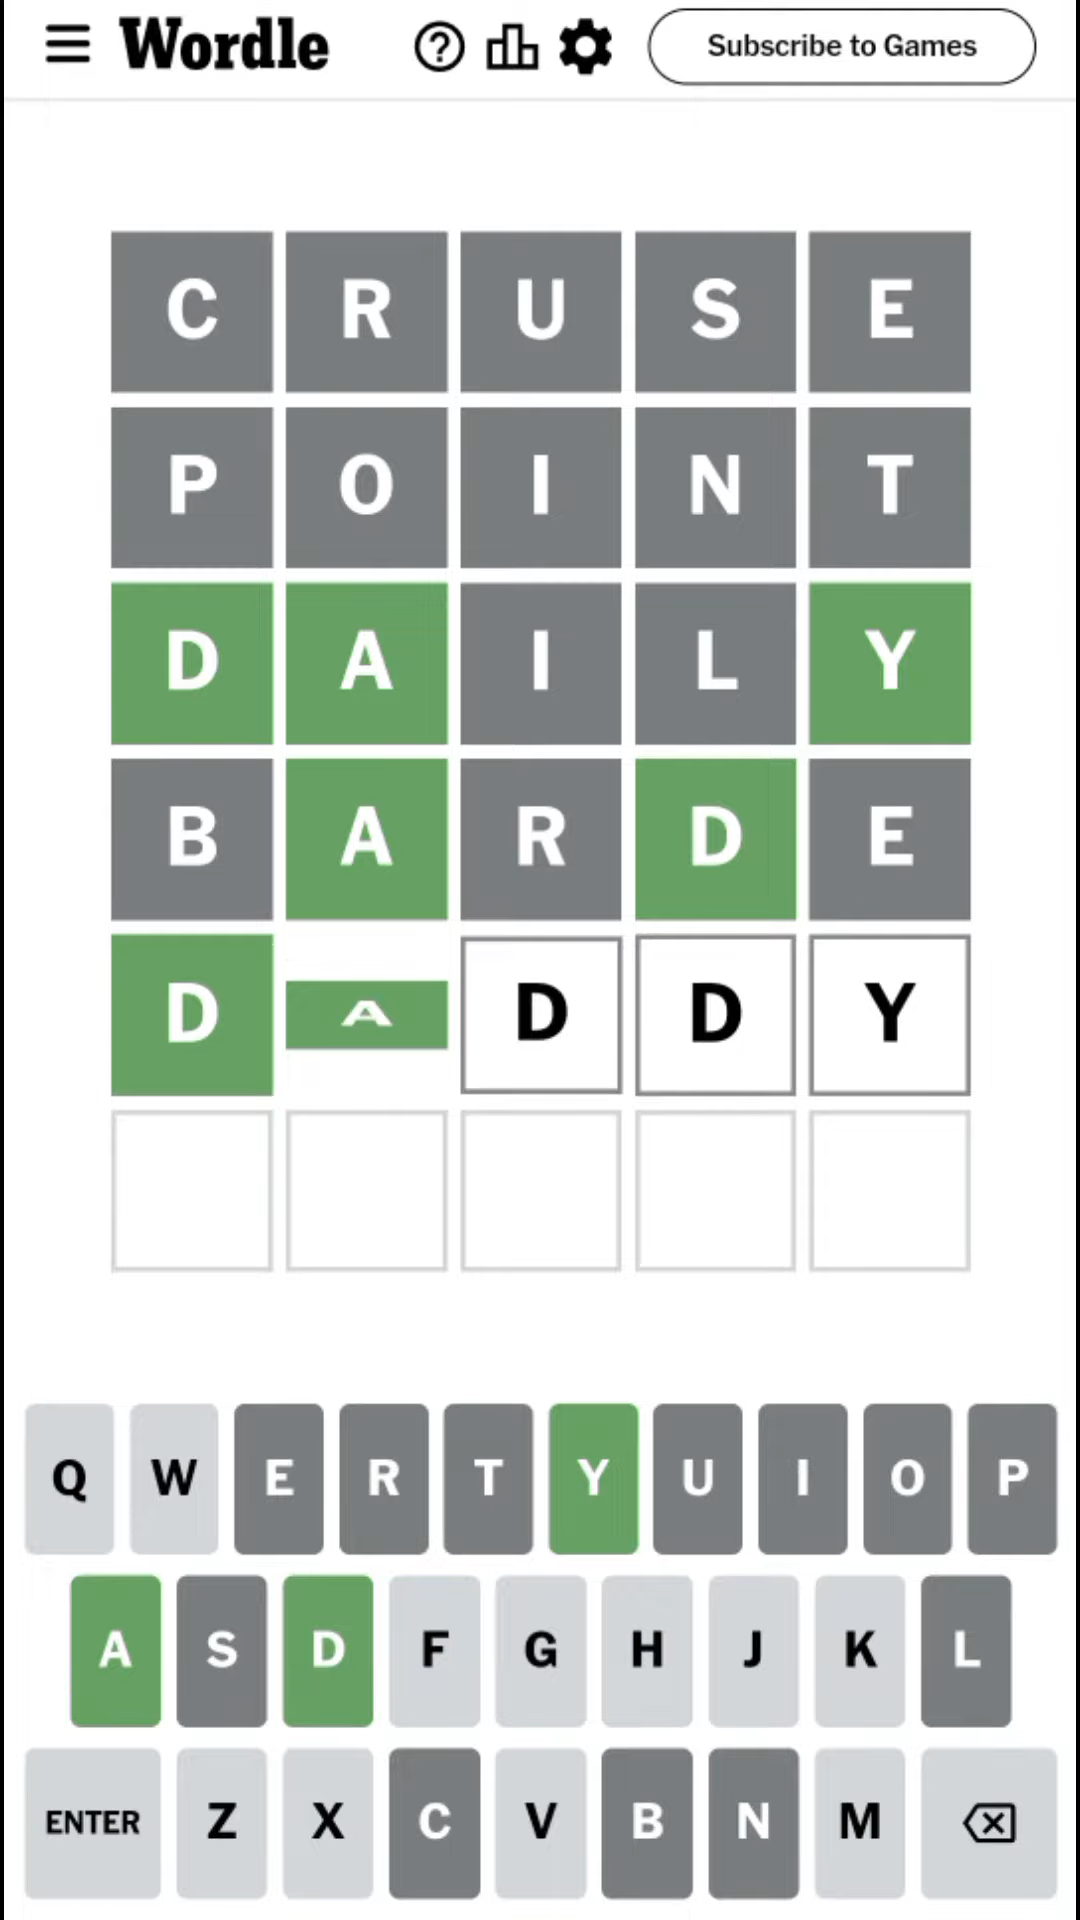 Wordle
Subscribe to Games
C R U S E
P O I N T
D A I L Y
B A R D E
D A D D Y
Q W E R T Y U I O P
A S D F G H J K L
ENTER Z X C V B N M